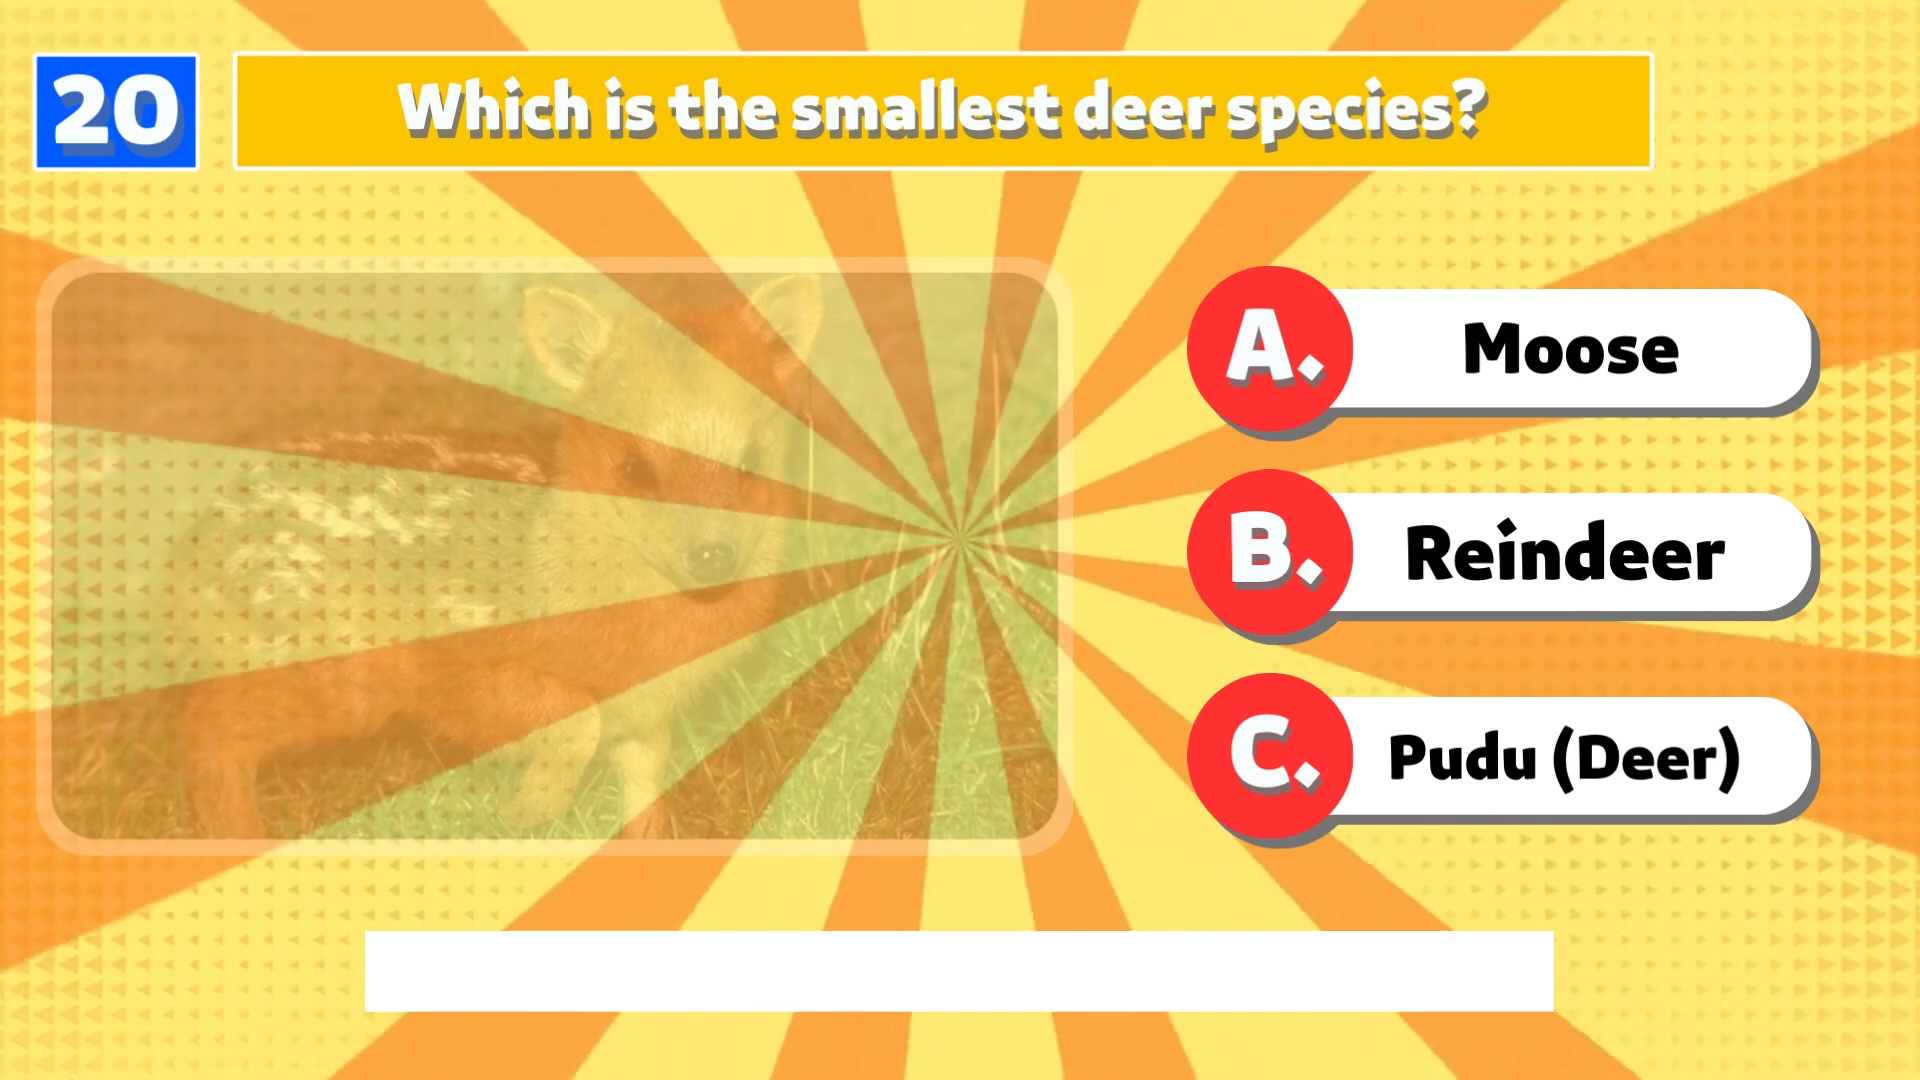 20
Which is the smallest deer species?
A. Moose
B. Reindeer
C. Pudu (Deer)